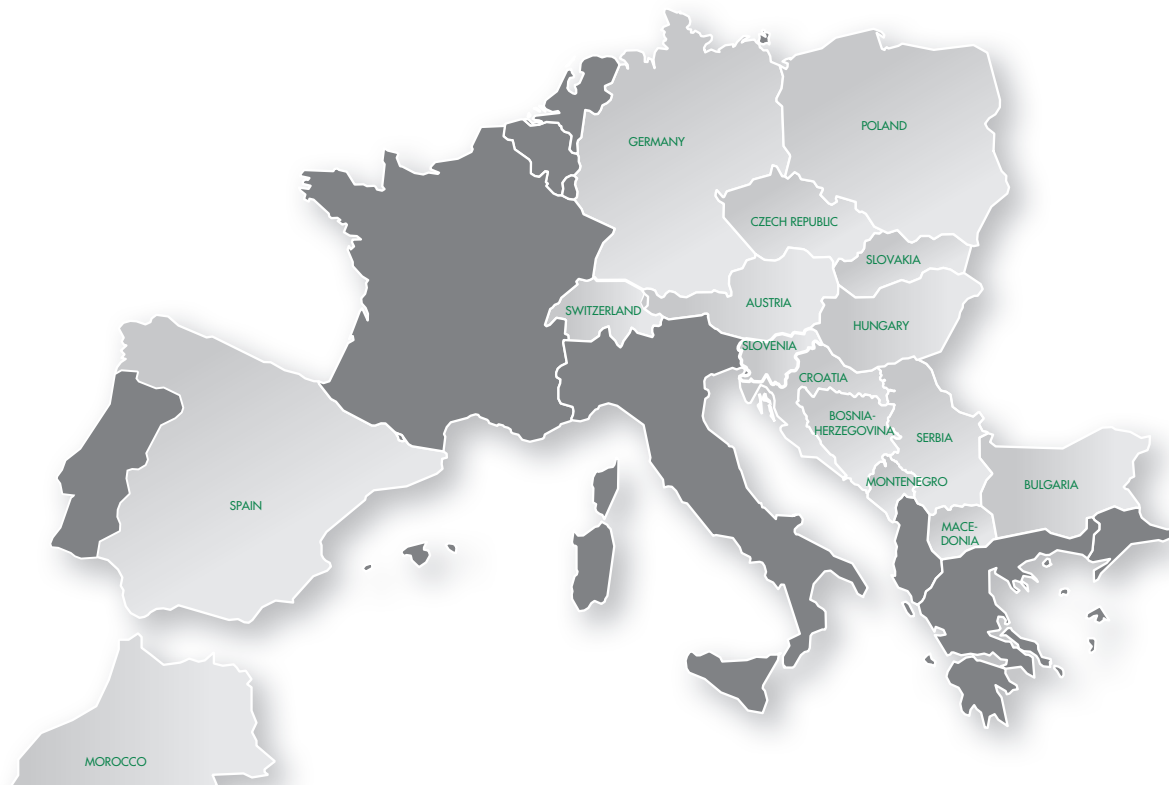 GERMANY
POLAND
CZECH REPUBLIC
SLOVAKIA
SWITZERLAND
AUSTRIA
HUNGARY
SLOVENIA
CROATIA
BOSNIA-
HERZEGOVINA
SERBIA
MONTENEGRO
BULGARIA
SPAIN
MACE-
DONIA
MOROCCO